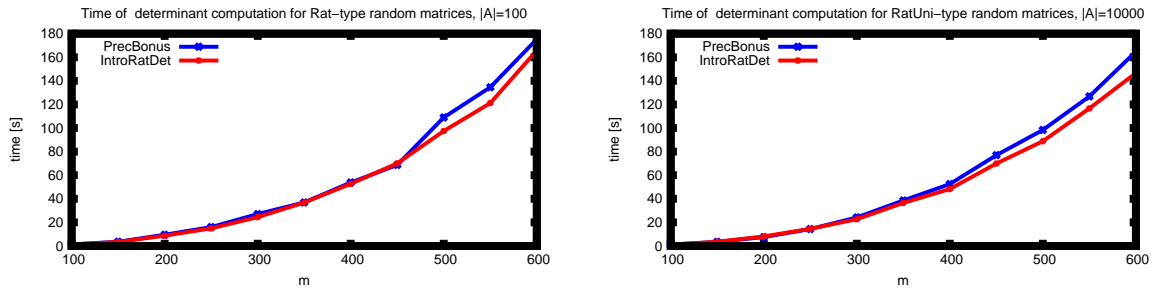 Time of  determinant computation for Rat-type random matrices, |A|=100
180
160
140
120
100
80
60
40
20
0
time [s]
PrecBonus
IntroRatDet
100 200 300 400 500 600
m
Time of  determinant computation for RatUni-type random matrices, |A|=10000
180
160
140
120
100
80
60
40
20
0
time [s]
PrecBonus
IntroRatDet
100 200 300 400 500 600
m